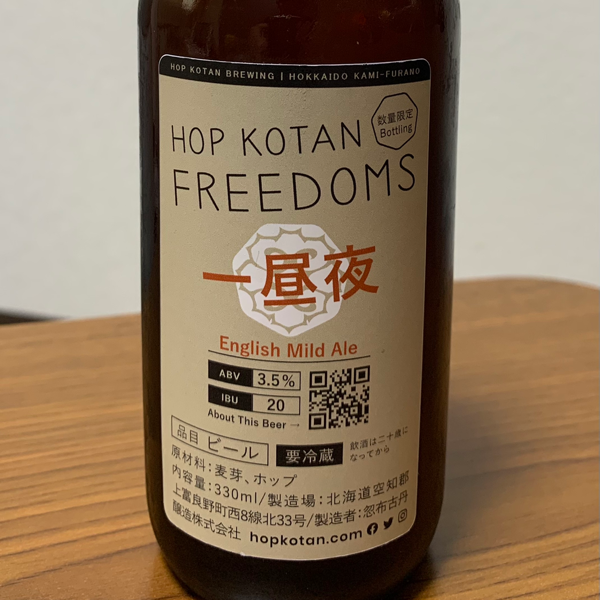 HOP KOTAN BREWING | HOKKAIDO KAMI-FURANO
数量限定
Bottling
HOP KOTAN
FREEDOMS
一昼夜
English Mild Ale
ABV 3.5%
IBU 20
About This Beer →
品目 ビール 要冷蔵
飲酒は二十歳に
なってから
原材料:麦芽、ホップ
内容量:330ml/製造場:北海道空知郡
上富良野町西8線北33号/製造者:忽布古丹
醸造株式会社 hopkotan.com